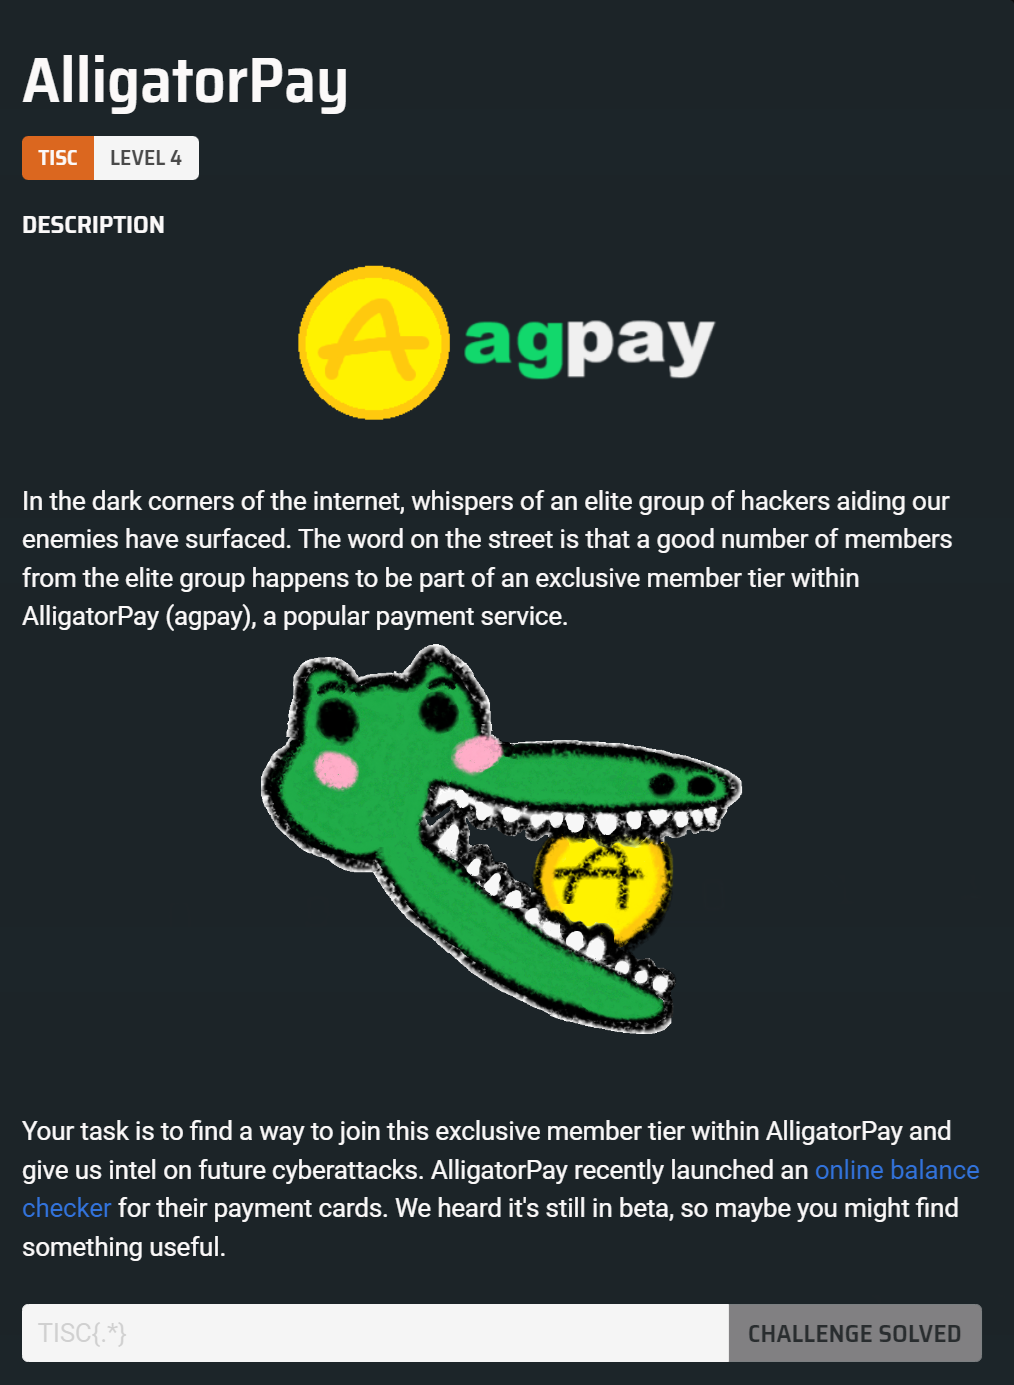 AlligatorPay
TISC LEVEL 4
DESCRIPTION
A agpay
In the dark corners of the internet, whispers of an elite group of hackers aiding our
enemies have surfaced. The word on the street is that a good number of members
from the elite group happens to be part of an exclusive member tier within
AlligatorPay (agpay), a popular payment service.
A
Your task is to find a way to join this exclusive member tier within AlligatorPay and
give us intel on future cyberattacks. AlligatorPay recently launched an online balance
checker for their payment cards. We heard it's still in beta, so maybe you might find
something useful.
TISC{.*} CHALLENGE SOLVED